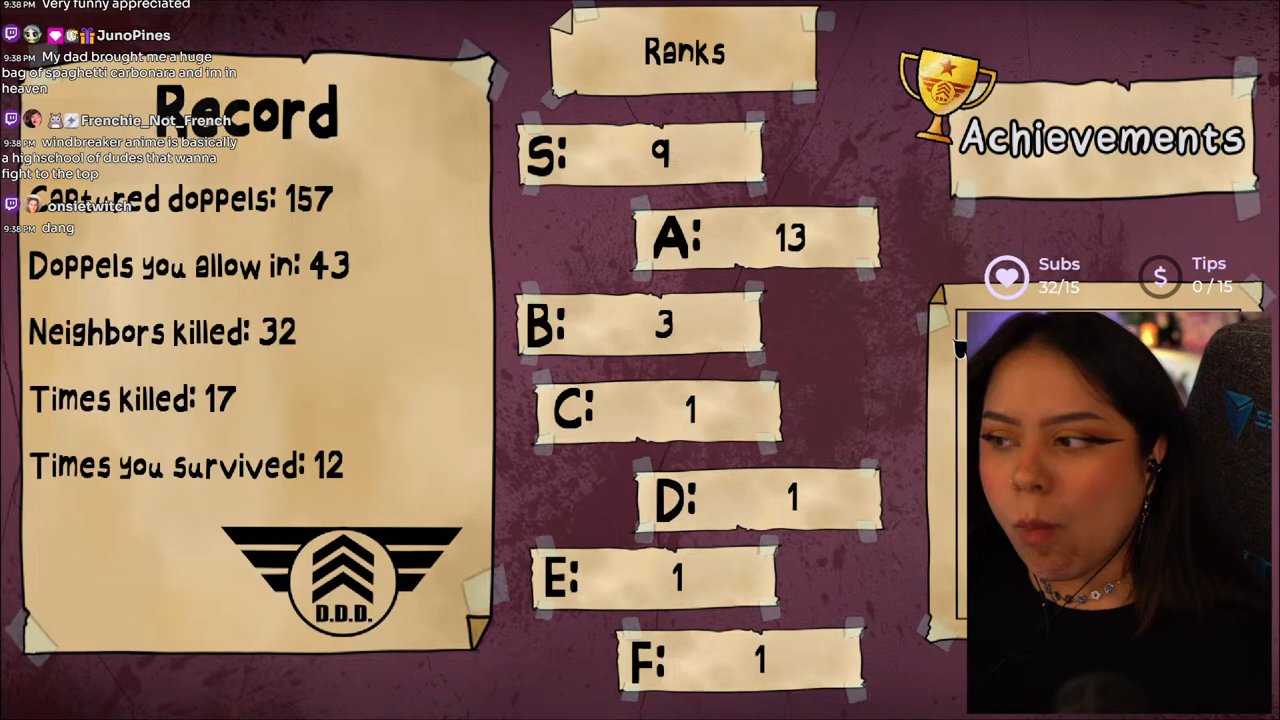 9:38 PM Very funny appreciated
JunoPines
9:38 PM My dad brought me a huge
bag of spaghetti carbonara and im in
heaven
Frenchie_Not_French
9:38 PM windbreaker anime is basically
a highschool of dudes that wanna
fight to the top
onsietwitch
9:38 PM dang
Record
Captured doppels: 157
Doppels you allow in: 43
Neighbors killed: 32
Times killed: 17
Times you survived: 12
D.D.D.
Ranks
S: 9
A: 13
B: 3
C: 1
D: 1
E: 1
F: 1
Achievements
Subs
32/15
Tips
0 / 15